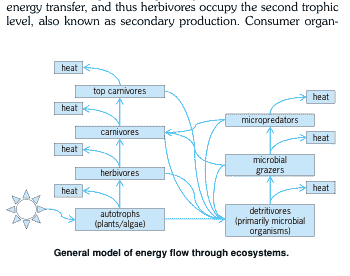 energy transfer, and thus herbivores occupy the second trophic
level, also known as secondary production. Consumer organ-
heat
top carnivores
heat
heat
carnivores
micropredators
heat
heat
herbivores
microbial
grazers
heat
heat
autotrophs
(plants/algae)
detritivores
(primarily microbial
organisms)
General model of energy flow through ecosystems.